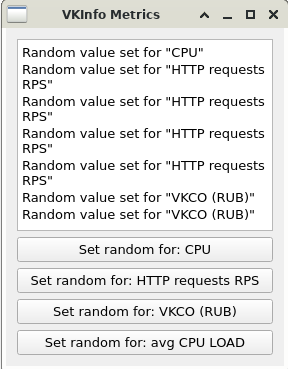 VKInfo Metrics
Random value set for "CPU"
Random value set for "HTTP requests
RPS"
Random value set for "HTTP requests
RPS"
Random value set for "HTTP requests
RPS"
Random value set for "HTTP requests
RPS"
Random value set for "VKCO (RUB)"
Random value set for "VKCO (RUB)"
Set random for: CPU
Set random for: HTTP requests RPS
Set random for: VKCO (RUB)
Set random for: avg CPU LOAD